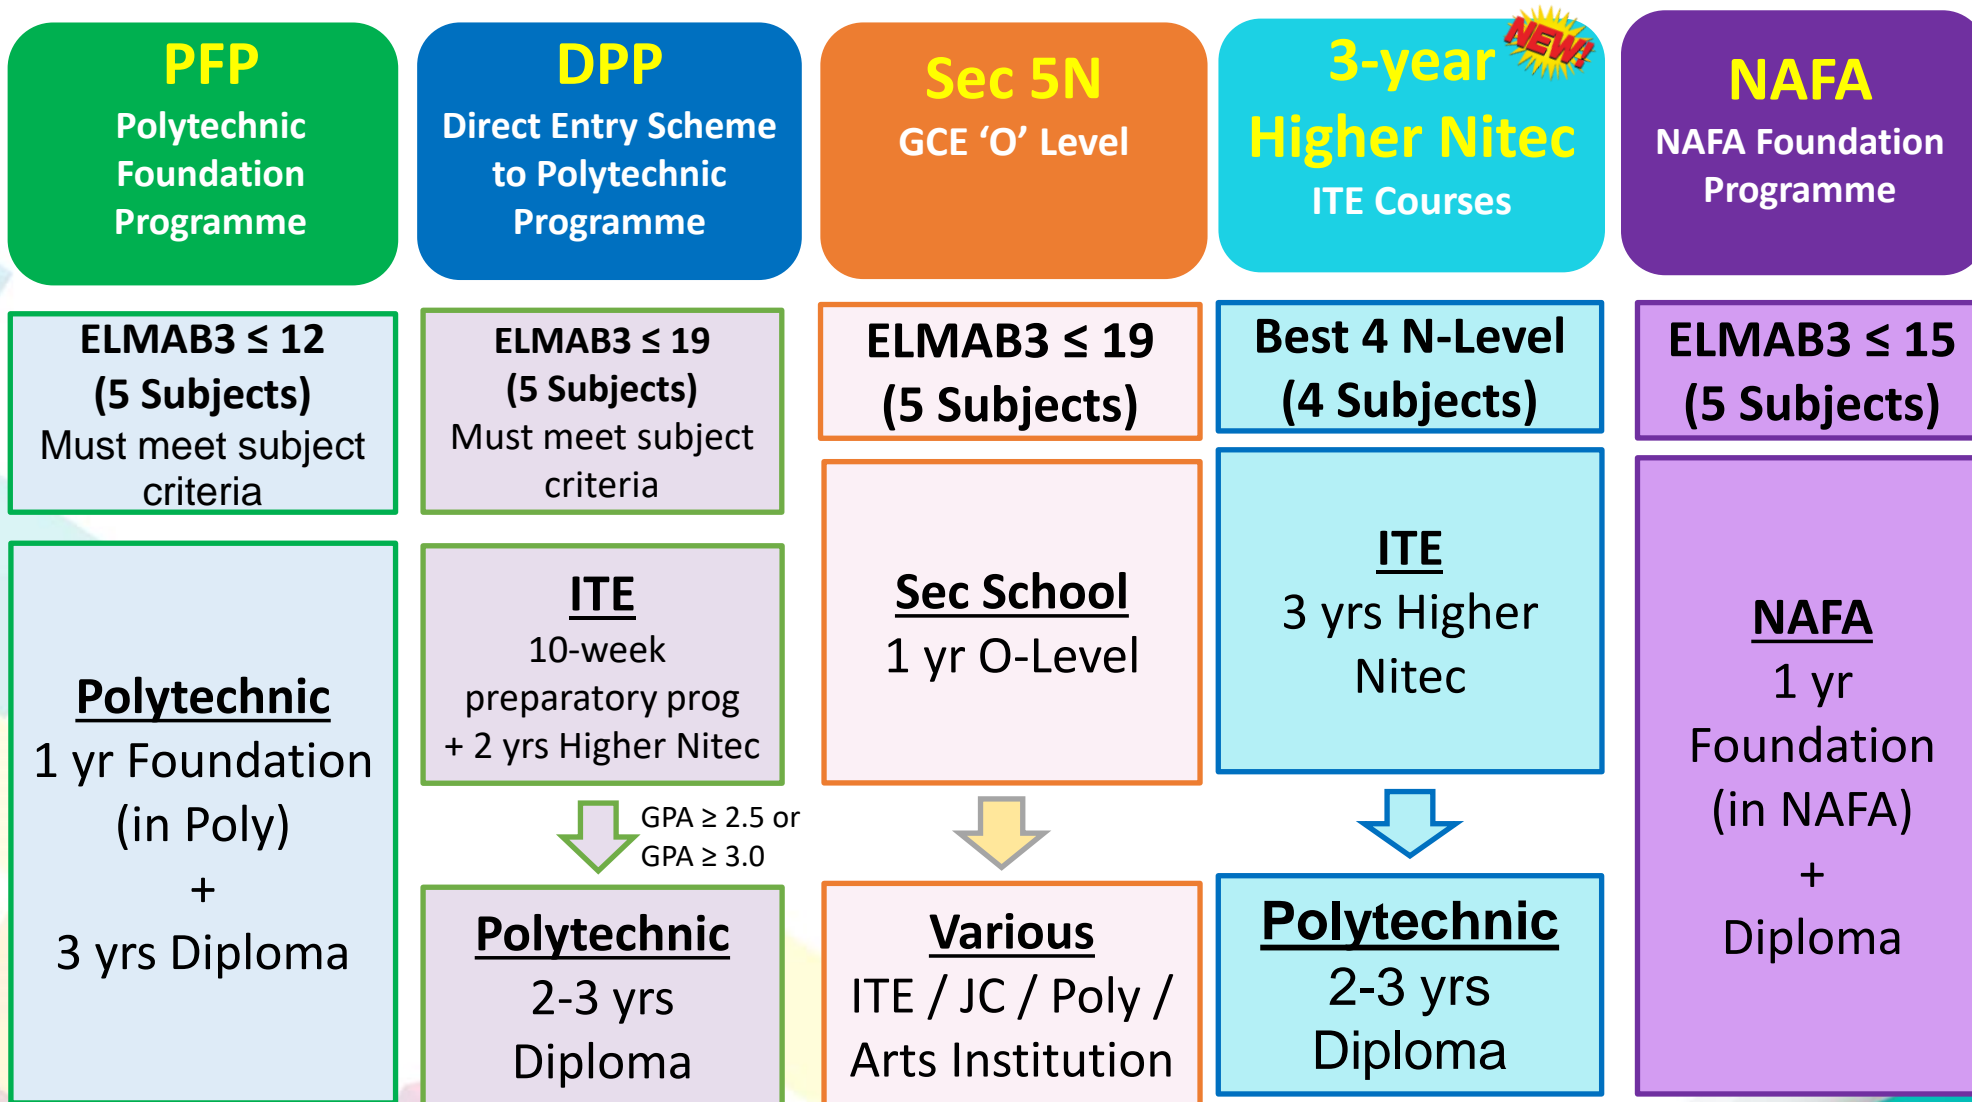 PFP
Polytechnic
Foundation
Programme
ELMAB3 ≤ 12
(5 Subjects)
Must meet subject
criteria
Polytechnic
1 yr Foundation
(in Poly)
+
3 yrs Diploma
DPP
Direct Entry Scheme
to Polytechnic
Programme
ELMAB3 ≤ 19
(5 Subjects)
Must meet subject
criteria
ITE
10-week
preparatory prog
+ 2 yrs Higher Nitec
GPA ≥ 2.5 or
GPA ≥ 3.0
Polytechnic
2-3 yrs
Diploma
Sec 5N
GCE ‘O’ Level
ELMAB3 ≤ 19
(5 Subjects)
Sec School
1 yr O-Level
Various
ITE / JC / Poly /
Arts Institution
3-year
NEW!
Higher Nitec
ITE Courses
Best 4 N-Level
(4 Subjects)
ITE
3 yrs Higher
Nitec
Polytechnic
2-3 yrs
Diploma
NAFA
NAFA Foundation
Programme
ELMAB3 ≤ 15
(5 Subjects)
NAFA
1 yr
Foundation
(in NAFA)
+
Diploma